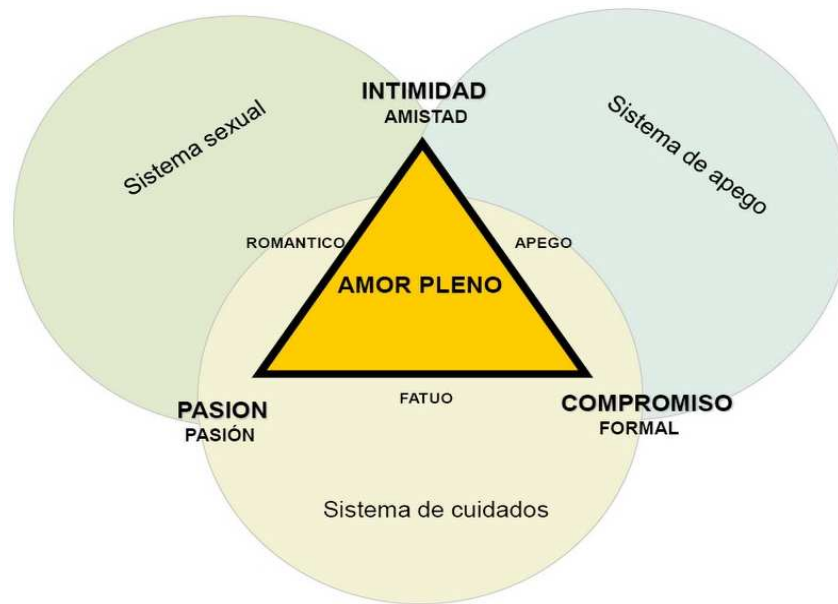 INTIMIDAD
AMISTAD
Sistema sexual
Sistema de apego
ROMANTICO
APEGO
AMOR PLENO
FATUO
PASION
PASIÓN
COMPROMISO
FORMAL
Sistema de cuidados